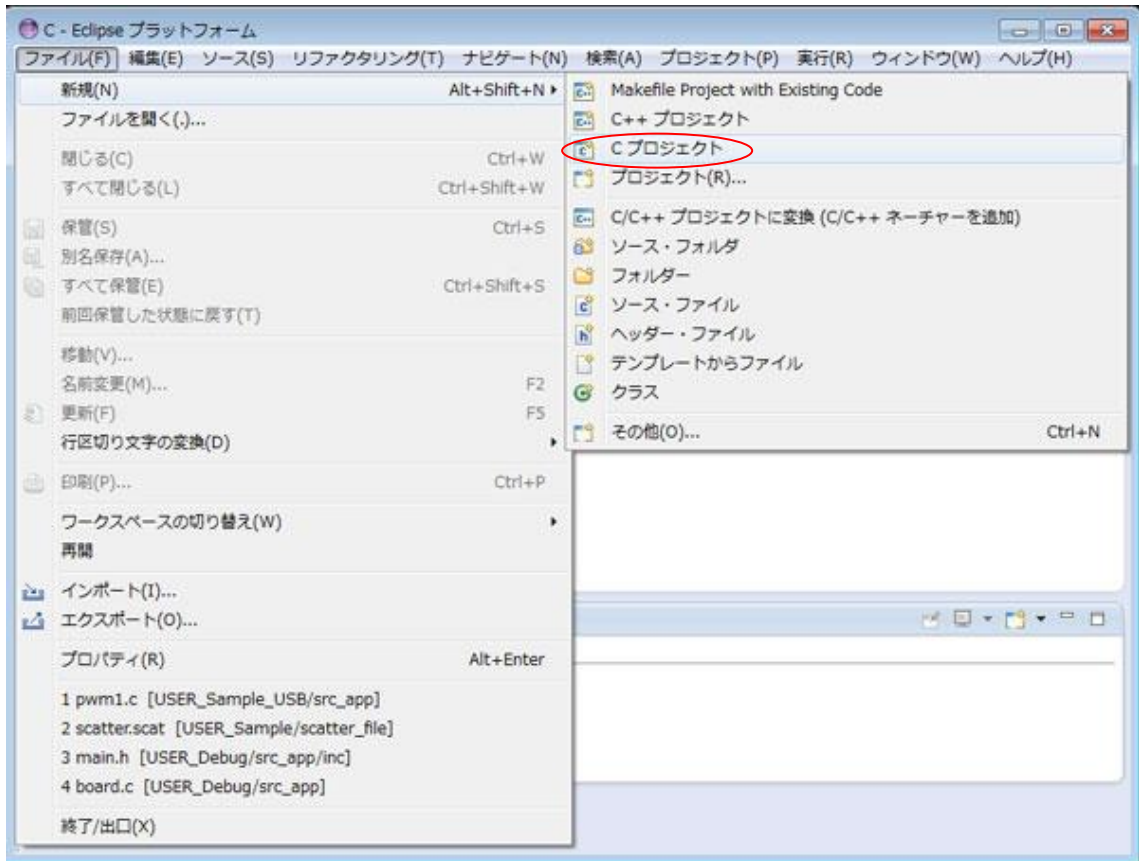 C - Eclipse プラットフォーム
ファイル(F) 編集(E) ソース(S) リファクタリング(T) ナビゲート(N) 検索(A) プロジェクト(P) 実行(R) ウィンドウ(W) ヘルプ(H)
新規(N) Alt+Shift+N
ファイルを開く(.)...
閉じる(C) Ctrl+W
すべて閉じる(L) Ctrl+Shift+W
保管(S) Ctrl+S
別名保存(A)...
すべて保管(E) Ctrl+Shift+S
前回保管した状態に戻す(T)
移動(V)...
名前変更(M)... F2
更新(F) F5
行区切り文字の変換(D)
印刷(P)... Ctrl+P
ワークスペースの切り替え(W)
再開
インポート(I)...
エクスポート(O)...
プロパティ(R) Alt+Enter
1 pwm1.c [USER_Sample_USB/src_app]
2 scatter.scat [USER_Sample/scatter_file]
3 main.h [USER_Debug/src_app/inc]
4 board.c [USER_Debug/src_app]
終了/出口(X)
Makefile Project with Existing Code
C++ プロジェクト
C プロジェクト
プロジェクト(R)...
C/C++ プロジェクトに変換 (C/C++ ネーチャーを追加)
ソース・フォルダ
フォルダー
ソース・ファイル
ヘッダー・ファイル
テンプレートからファイル
クラス
その他(O)... Ctrl+N